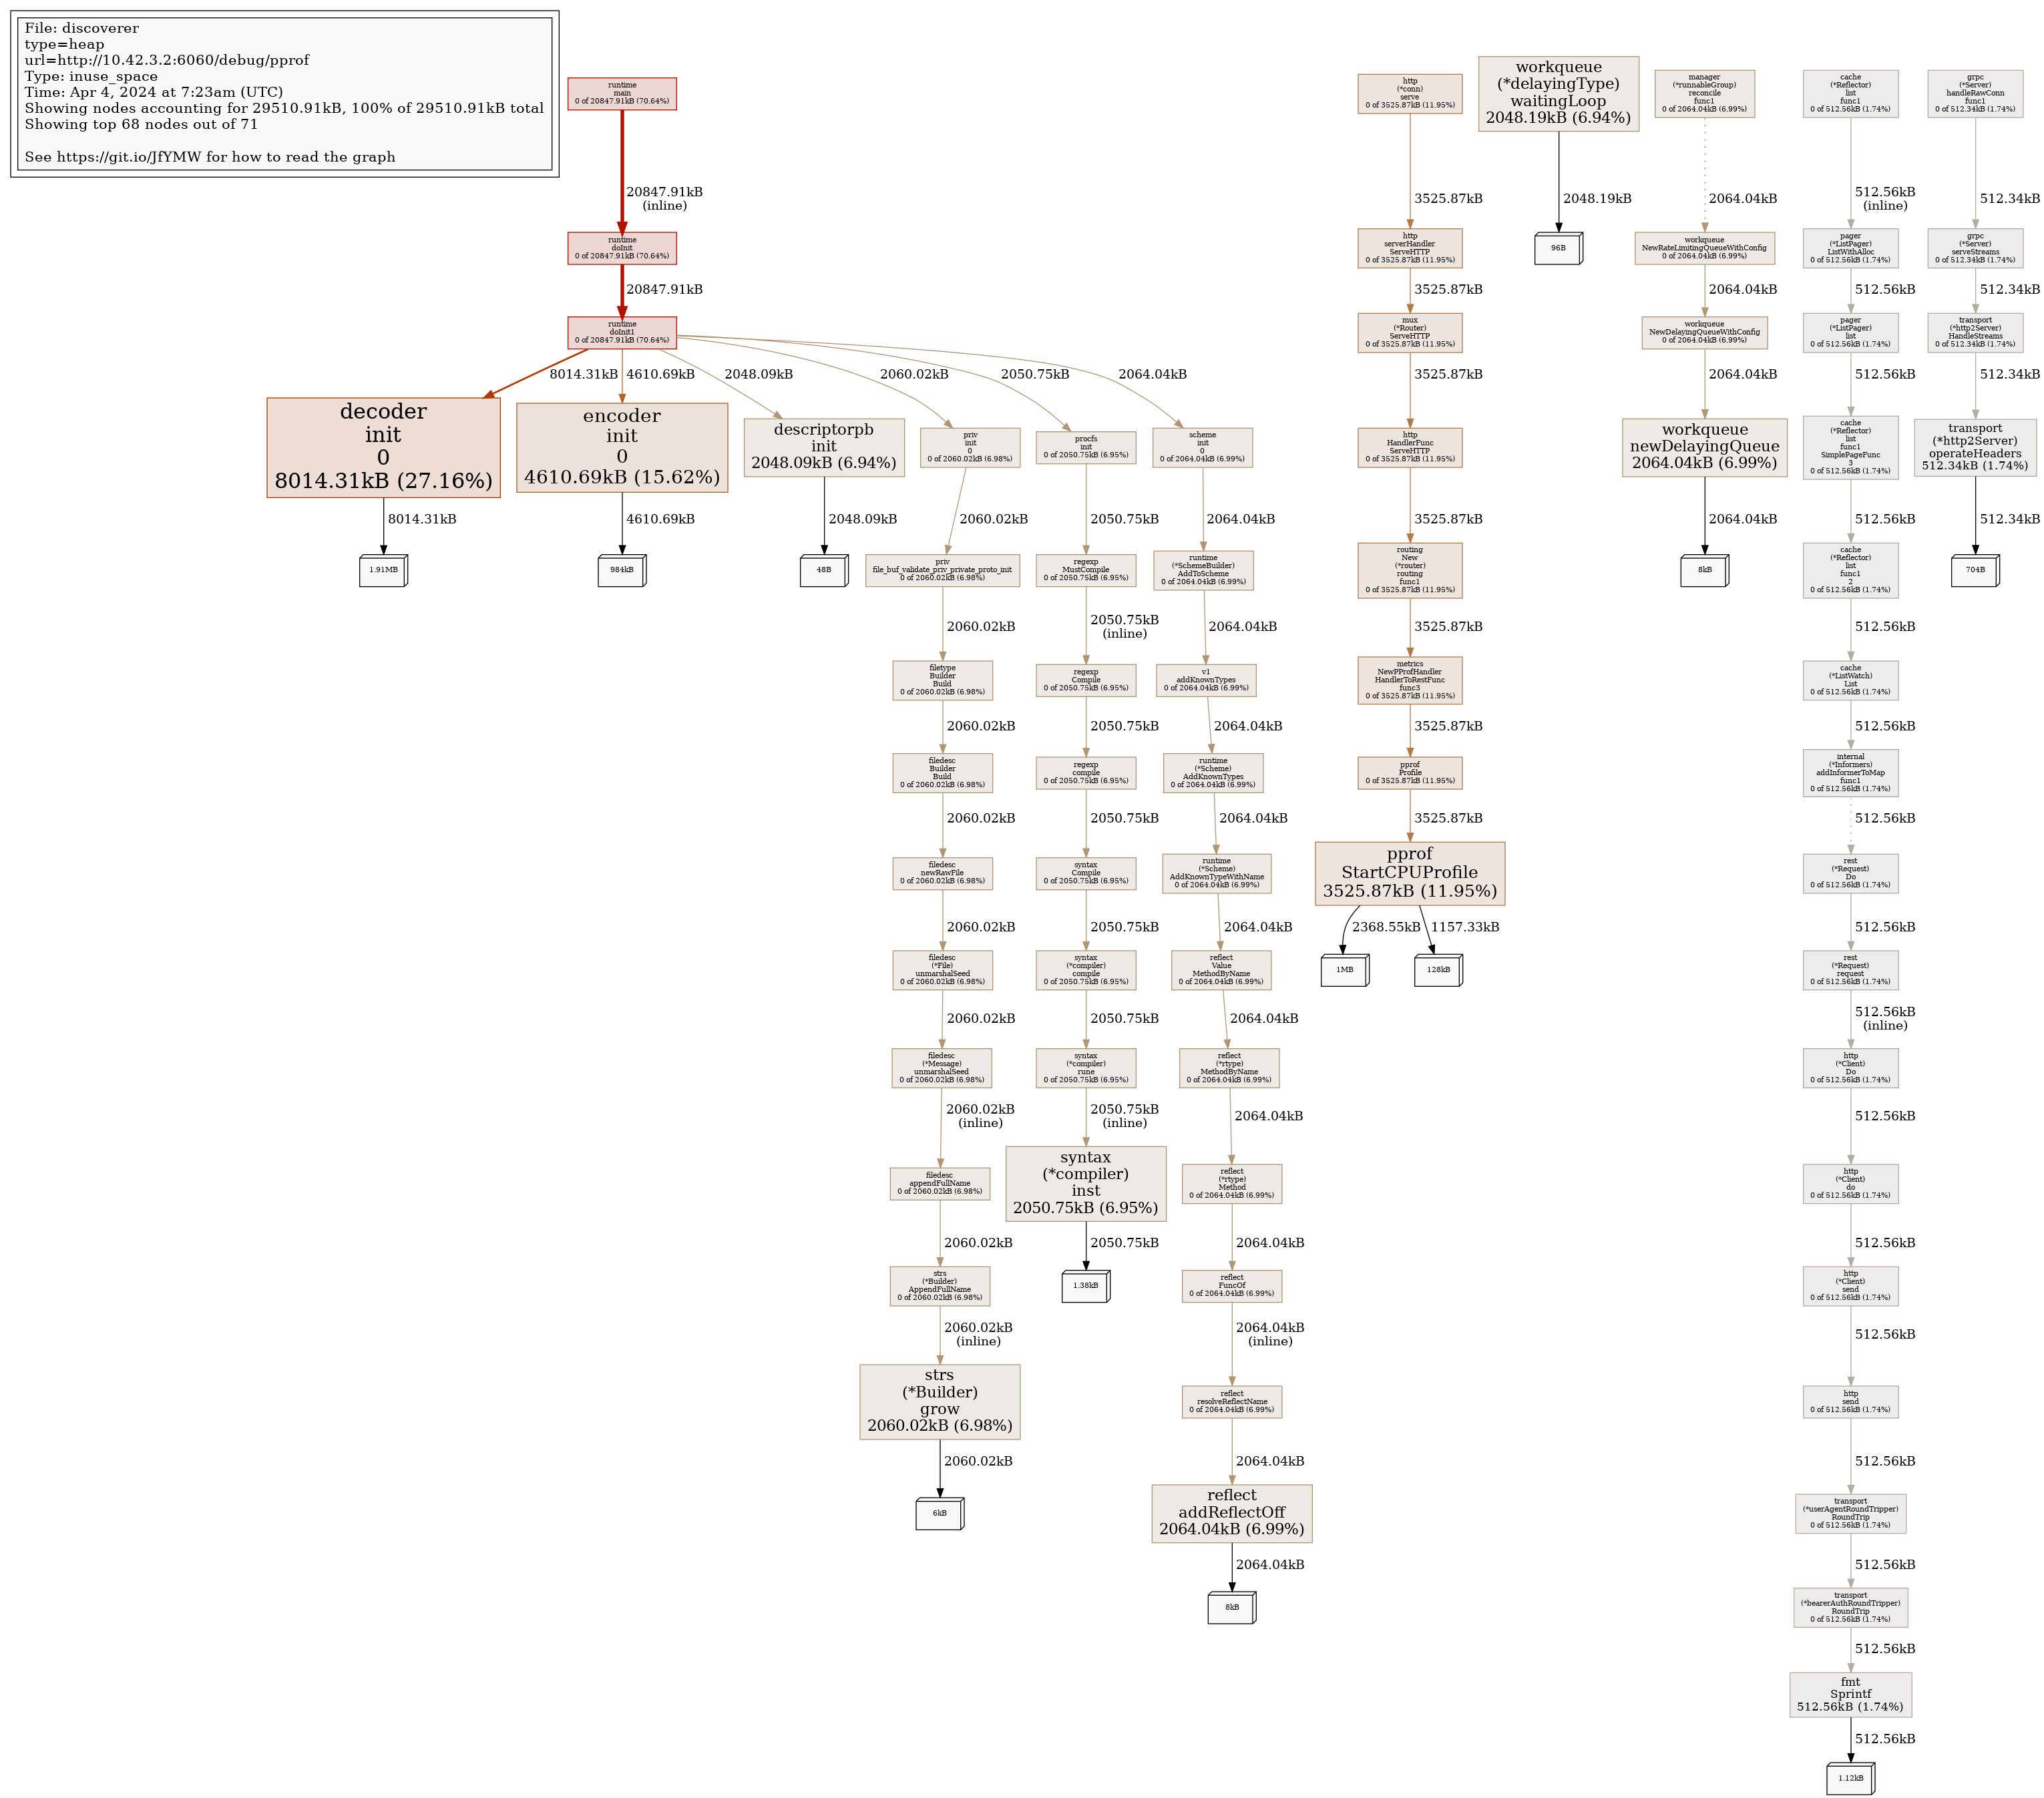 File: discoverer
type=heap
url=http://10.42.3.2:6060/debug/pprof
Type: inuse_space
Time: Apr 4, 2024 at 7:23am (UTC)
Showing nodes accounting for 29510.91kB, 100% of 29510.91kB total
Showing top 68 nodes out of 71
See https://git.io/JfYMW for how to read the graph
runtime
main
0 of 20847.91kB (70.64%)
20847.91kB
(inline)
runtime
doInit
0 of 20847.91kB (70.64%)
20847.91kB
runtime
doInit1
0 of 20847.91kB (70.64%)
8014.31kB
4610.69kB
2048.09kB
2060.02kB
2050.75kB
2064.04kB
decoder
init
0
8014.31kB (27.16%)
8014.31kB
1.91MB
encoder
init
0
4610.69kB (15.62%)
4610.69kB
984kB
descriptorpb
init
2048.09kB (6.94%)
2048.09kB
48B
priv
init
0
0 of 2060.02kB (6.98%)
2060.02kB
priv
file_buf_validate_priv_private_proto_init
0 of 2060.02kB (6.98%)
2060.02kB
filetype
Builder
Build
0 of 2060.02kB (6.98%)
2060.02kB
filedesc
Builder
Build
0 of 2060.02kB (6.98%)
2060.02kB
filedesc
newRawFile
0 of 2060.02kB (6.98%)
2060.02kB
filedesc
(*File)
unmarshalSeed
0 of 2060.02kB (6.98%)
2060.02kB
filedesc
(*Message)
unmarshalSeed
0 of 2060.02kB (6.98%)
2060.02kB
(inline)
filedesc
appendFullName
0 of 2060.02kB (6.98%)
2060.02kB
strs
(*Builder)
AppendFullName
0 of 2060.02kB (6.98%)
2060.02kB
(inline)
strs
(*Builder)
grow
2060.02kB (6.98%)
2060.02kB
6kB
procfs
init
0 of 2050.75kB (6.95%)
2050.75kB
regexp
MustCompile
0 of 2050.75kB (6.95%)
2050.75kB
(inline)
regexp
Compile
0 of 2050.75kB (6.95%)
2050.75kB
regexp
compile
0 of 2050.75kB (6.95%)
2050.75kB
syntax
Compile
0 of 2050.75kB (6.95%)
2050.75kB
syntax
(*compiler)
compile
0 of 2050.75kB (6.95%)
2050.75kB
syntax
(*compiler)
rune
0 of 2050.75kB (6.95%)
2050.75kB
(inline)
syntax
(*compiler)
inst
2050.75kB (6.95%)
2050.75kB
1.38kB
scheme
init
0
0 of 2064.04kB (6.99%)
2064.04kB
runtime
(*SchemeBuilder)
AddToScheme
0 of 2064.04kB (6.99%)
2064.04kB
v1
addKnownTypes
0 of 2064.04kB (6.99%)
2064.04kB
runtime
(*Scheme)
AddKnownTypes
0 of 2064.04kB (6.99%)
2064.04kB
runtime
(*Scheme)
AddKnownTypeWithName
0 of 2064.04kB (6.99%)
2064.04kB
reflect
Value
MethodByName
0 of 2064.04kB (6.99%)
2064.04kB
reflect
(*rtype)
MethodByName
0 of 2064.04kB (6.99%)
2064.04kB
reflect
(*rtype)
Method
0 of 2064.04kB (6.99%)
2064.04kB
reflect
FuncOf
0 of 2064.04kB (6.99%)
2064.04kB
(inline)
reflect
resolveReflectName
0 of 2064.04kB (6.99%)
2064.04kB
reflect
addReflectOff
2064.04kB (6.99%)
2064.04kB
8kB
http
(*conn)
serve
0 of 3525.87kB (11.95%)
3525.87kB
http
serverHandler
ServeHTTP
0 of 3525.87kB (11.95%)
3525.87kB
mux
(*Router)
ServeHTTP
0 of 3525.87kB (11.95%)
3525.87kB
http
HandlerFunc
ServeHTTP
0 of 3525.87kB (11.95%)
3525.87kB
routing
New
(*router)
routing
func1
0 of 3525.87kB (11.95%)
3525.87kB
metrics
NewPProfHandler
HandlerToRestFunc
func3
0 of 3525.87kB (11.95%)
3525.87kB
pprof
Profile
0 of 3525.87kB (11.95%)
3525.87kB
pprof
StartCPUProfile
3525.87kB (11.95%)
2368.55kB
1157.33kB
1MB
128kB
workqueue
(*delayingType)
waitingLoop
2048.19kB (6.94%)
2048.19kB
96B
manager
(*runnableGroup)
reconcile
func1
0 of 2064.04kB (6.99%)
2064.04kB
workqueue
NewRateLimitingQueueWithConfig
0 of 2064.04kB (6.99%)
2064.04kB
workqueue
NewDelayingQueueWithConfig
0 of 2064.04kB (6.99%)
2064.04kB
workqueue
newDelayingQueue
2064.04kB (6.99%)
2064.04kB
8kB
cache
(*Reflector)
list
func1
0 of 512.56kB (1.74%)
512.56kB
(inline)
pager
(*ListPager)
ListWithAlloc
0 of 512.56kB (1.74%)
512.56kB
pager
(*ListPager)
list
0 of 512.56kB (1.74%)
512.56kB
cache
(*Reflector)
list
func1
SimplePageFunc
3
0 of 512.56kB (1.74%)
512.56kB
cache
(*Reflector)
list
func1
2
0 of 512.56kB (1.74%)
512.56kB
cache
(*ListWatch)
List
0 of 512.56kB (1.74%)
512.56kB
internal
(*Informers)
addInformerToMap
func1
0 of 512.56kB (1.74%)
512.56kB
rest
(*Request)
Do
0 of 512.56kB (1.74%)
512.56kB
rest
(*Request)
request
0 of 512.56kB (1.74%)
512.56kB
(inline)
http
(*Client)
Do
0 of 512.56kB (1.74%)
512.56kB
http
(*Client)
do
0 of 512.56kB (1.74%)
512.56kB
http
(*Client)
send
0 of 512.56kB (1.74%)
512.56kB
http
send
0 of 512.56kB (1.74%)
512.56kB
transport
(*userAgentRoundTripper)
RoundTrip
0 of 512.56kB (1.74%)
512.56kB
transport
(*bearerAuthRoundTripper)
RoundTrip
0 of 512.56kB (1.74%)
512.56kB
fmt
Sprintf
512.56kB (1.74%)
512.56kB
1.12kB
grpc
(*Server)
handleRawConn
func1
0 of 512.34kB (1.74%)
512.34kB
grpc
(*Server)
serveStreams
0 of 512.34kB (1.74%)
512.34kB
transport
(*http2Server)
HandleStreams
0 of 512.34kB (1.74%)
512.34kB
transport
(*http2Server)
operateHeaders
512.34kB (1.74%)
512.34kB
704B